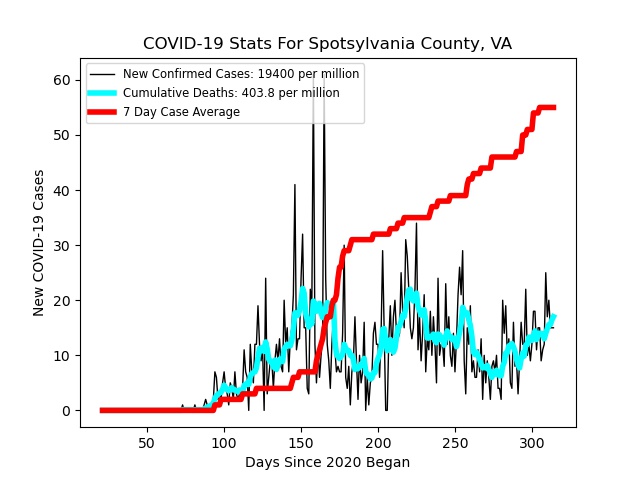 COVID-19 Stats For Spotsylvania County, VA
New Confirmed Cases: 19400 per million
Cumulative Deaths: 403.8 per million
7 Day Case Average
60
50
40
30
20
10
0
New COVID-19 Cases
50 100 150 200 250 300
Days Since 2020 Began